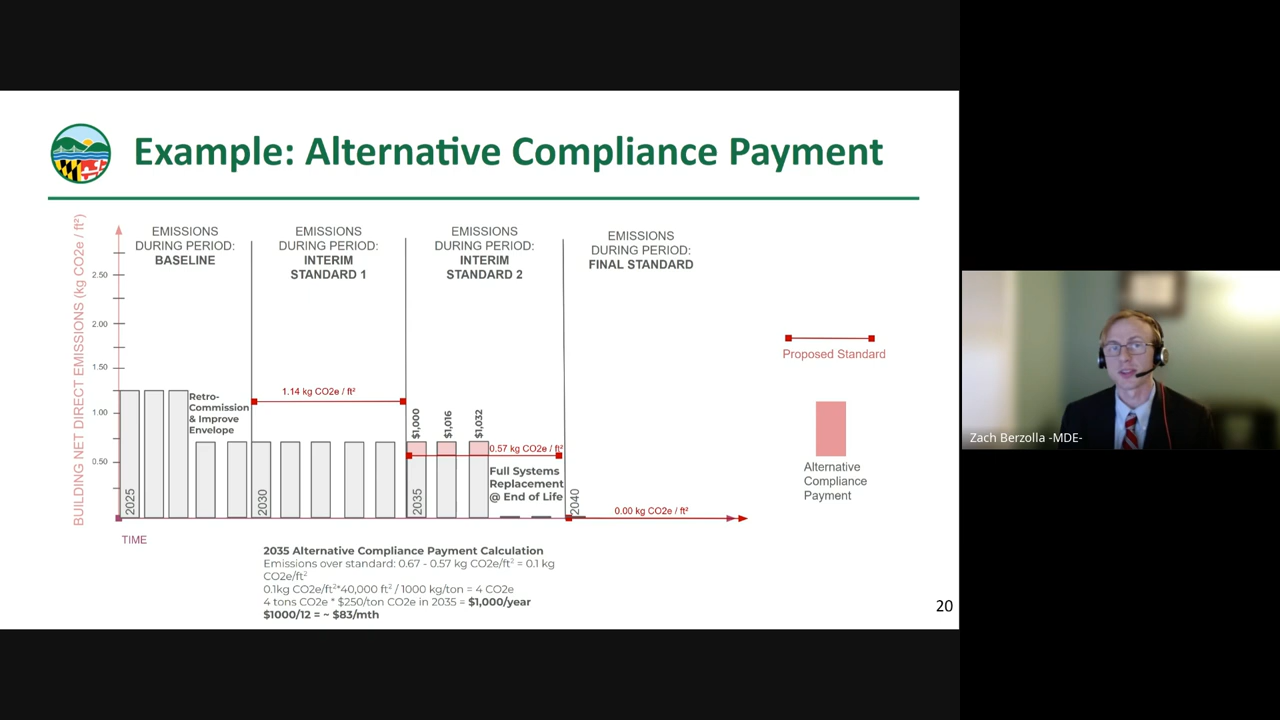 Example: Alternative Compliance Payment
BUILDING NET DIRECT EMISSIONS (kg CO2e / ft²)
2.50
2.00
1.50
1.00
0.50
EMISSIONS
DURING PERIOD:
BASELINE
EMISSIONS
DURING PERIOD:
INTERIM
STANDARD 1
EMISSIONS
DURING PERIOD:
INTERIM
STANDARD 2
EMISSIONS
DURING PERIOD:
FINAL STANDARD
Retro-
Commission
& Improve
Envelope
1.14 kg CO2e / ft²
$1,000
$1,016
$1,032
0.57 kg CO2e / ft²
Full Systems
Replacement
@ End of Life
2025
2030
2035
2040
0.00 kg CO2e / ft²
TIME
Proposed Standard
Alternative
Compliance
Payment
2035 Alternative Compliance Payment Calculation
Emissions over standard: 0.67 - 0.57 kg CO2e/ft² = 0.1 kg
CO2e/ft²
0.1kg CO2e/ft²*40,000 ft² / 1000 kg/ton = 4 CO2e
4 tons CO2e * $250/ton CO2e in 2035 = $1,000/year
$1000/12 = ~ $83/mth
20
Zach Berzolla -MDE-